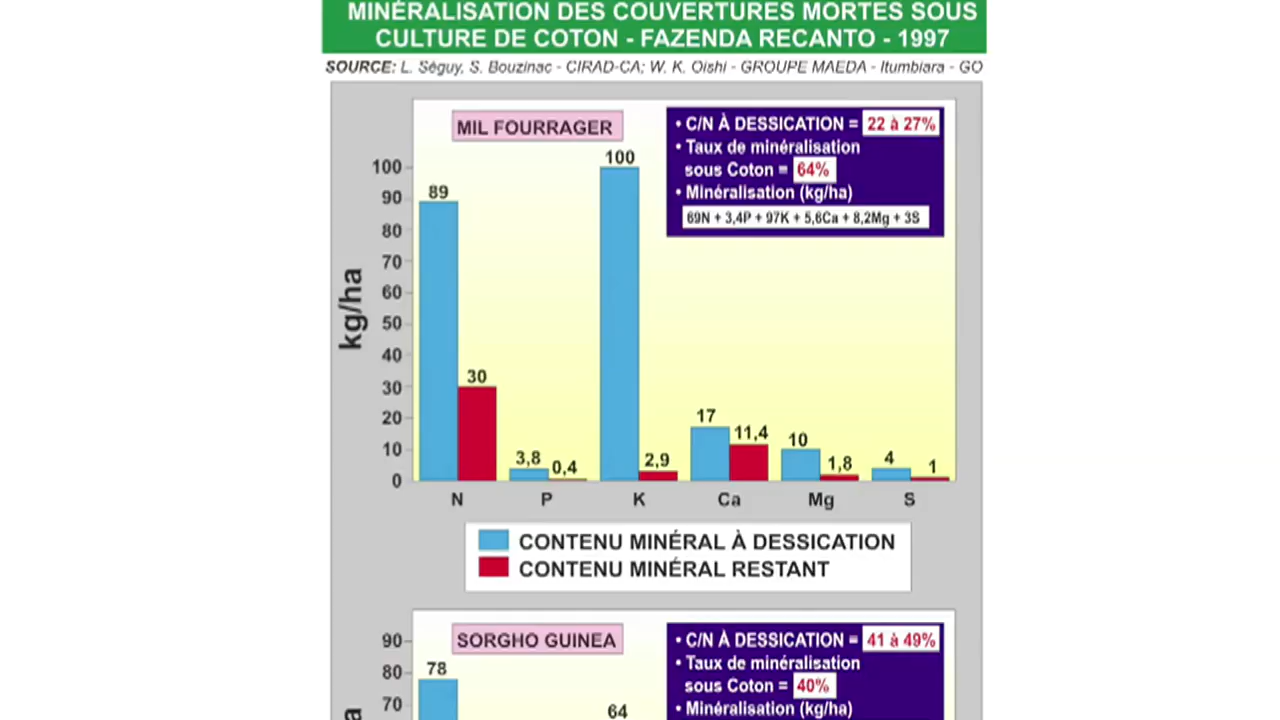 MINÉRALISATION DES COUVERTURES MORTES SOUS
CULTURE DE COTON - FAZENDA RECANTO - 1997
SOURCE: L. Séguy, S. Bouzinac - CIRAD-CA; W. K. Oishi - GROUPE MAEDA - Itumbiara - GO
MIL FOURRAGER
• C/N À DESSICATION = 22 à 27%
• Taux de minéralisation
sous Coton = 64%
• Minéralisation (kg/ha)
69N + 3,4P + 97K + 5,6Ca + 8,2Mg + 3S
kg/ha
100
90
80
70
60
50
40
30
20
10
0
89
30
3,8
0,4
100
2,9
17
11,4
10
1,8
4
1
N P K Ca Mg S
CONTENU MINÉRAL À DESSICATION
CONTENU MINÉRAL RESTANT
SORGHO GUINEA
• C/N À DESSICATION = 41 à 49%
• Taux de minéralisation
sous Coton = 40%
• Minéralisation (kg/ha)
90
80
70
78
64